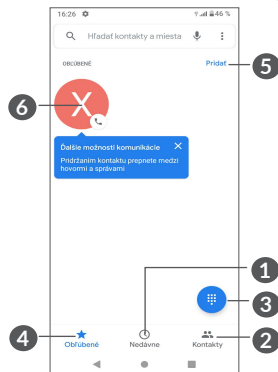 16:26 46 %
Hľadať kontakty a miesta
OBĽÚBENÉ Pridať
5
6
X
Ďalšie možnosti komunikácie
Pridržaním kontaktu prepnete medzi
hovormi a správami
1
3
4
Obľúbené Nedávne Kontakty
2